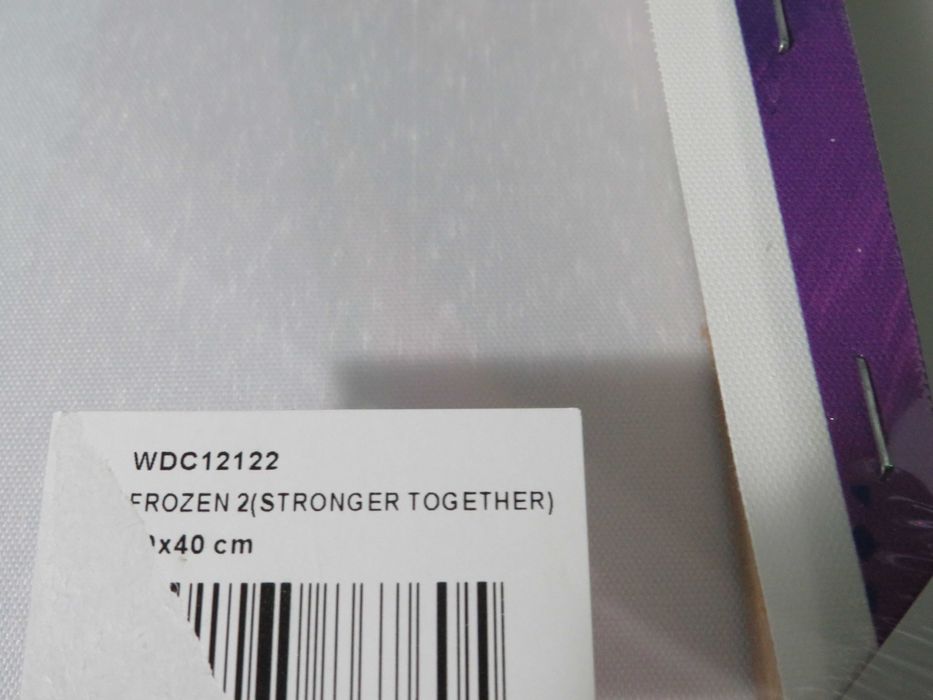 WDC12122
FROZEN 2(STRONGER TOGETHER)
x40 cm